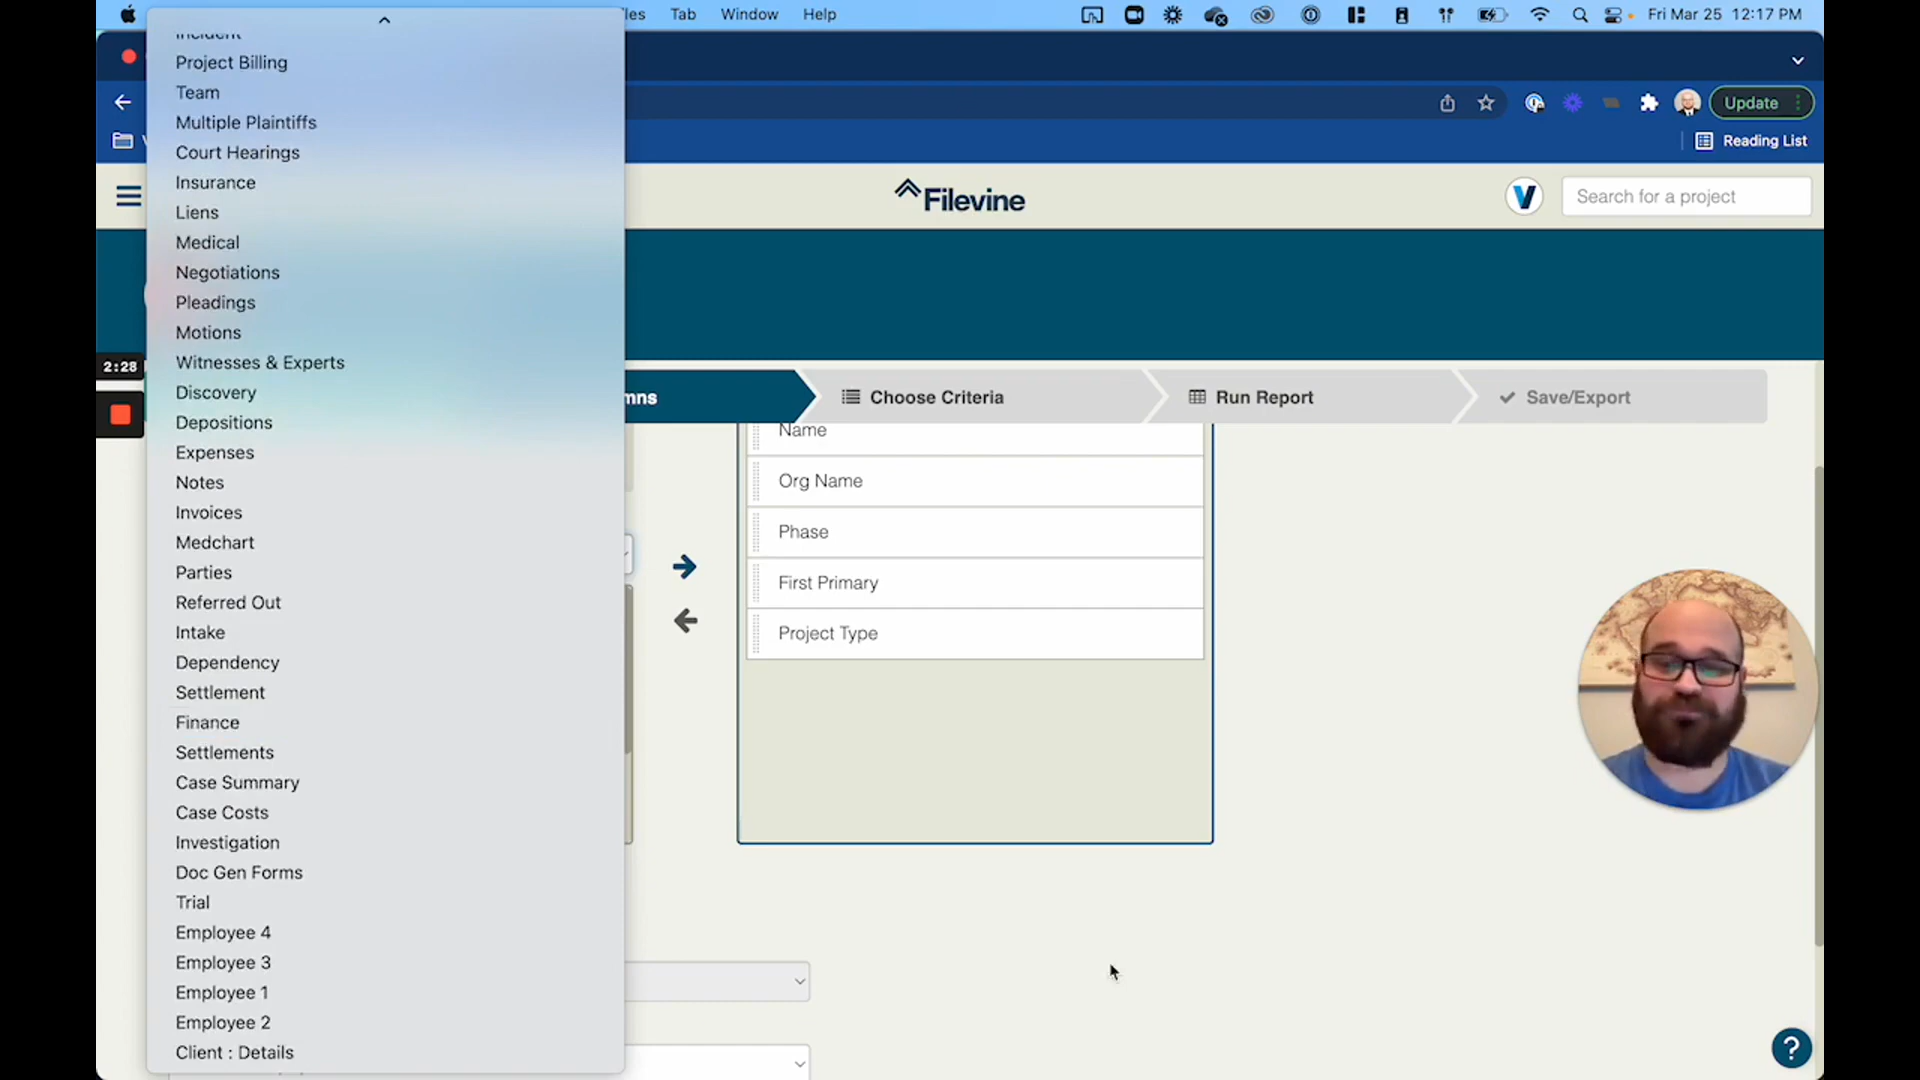 Tab
Window
Help
Fri Mar 25 12:17 PM
Update
Reading List
Filevine
Search for a project
Project Billing
Team
Multiple Plaintiffs
Court Hearings
Insurance
Liens
Medical
Negotiations
Pleadings
Motions
Witnesses & Experts
Discovery
Depositions
Expenses
Notes
Invoices
Medchart
Parties
Referred Out
Intake
Dependency
Settlement
Finance
Settlements
Case Summary
Case Costs
Investigation
Doc Gen Forms
Trial
Employee 4
Employee 3
Employee 1
Employee 2
Client : Details
2:28
mns
Choose Criteria
Run Report
Save/Export
Name
Org Name
Phase
First Primary
Project Type
?